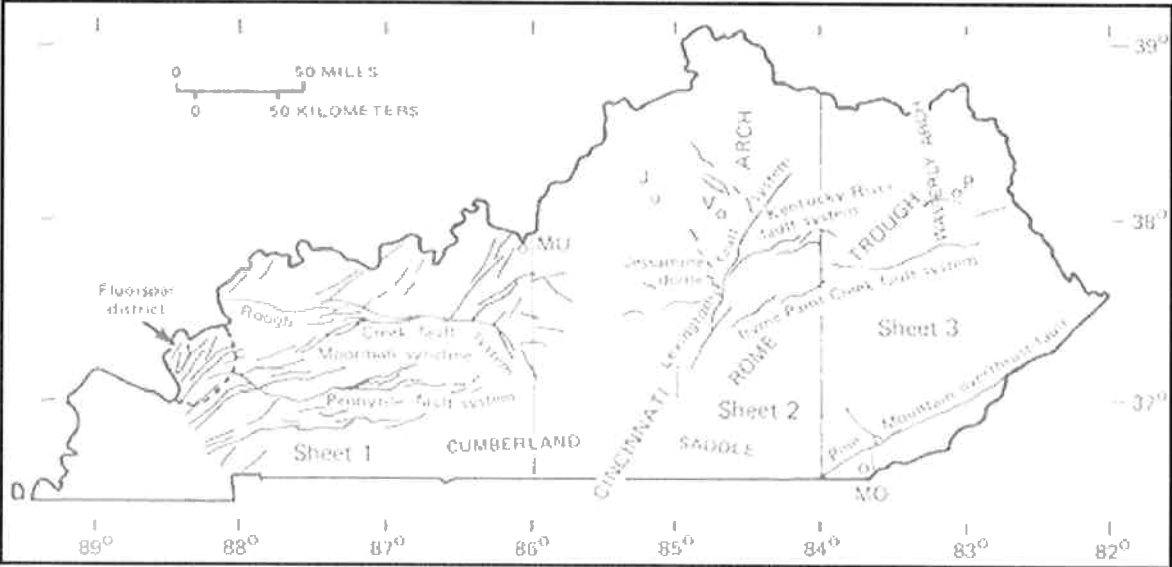 0 50 MILES
0 50 KILOMETERS
39°
38°
37°
ARCH
WAVERLY ARCH
J
V
P
system
Kentucky River
fault system
TROUGH
MU
fault
Lexington
Fluorspar
district
Rough
Creek fault
system
Moorman syncline
Pennyrile fault system
Irvine Paint Creek fault system
Sheet 3
ROME
Sheet 2
Pine Mountain overthrust fault
Sheet 1
CUMBERLAND
SADDLE
CINCINNATI
MO
89° 88° 87° 86° 85° 84° 83° 82°